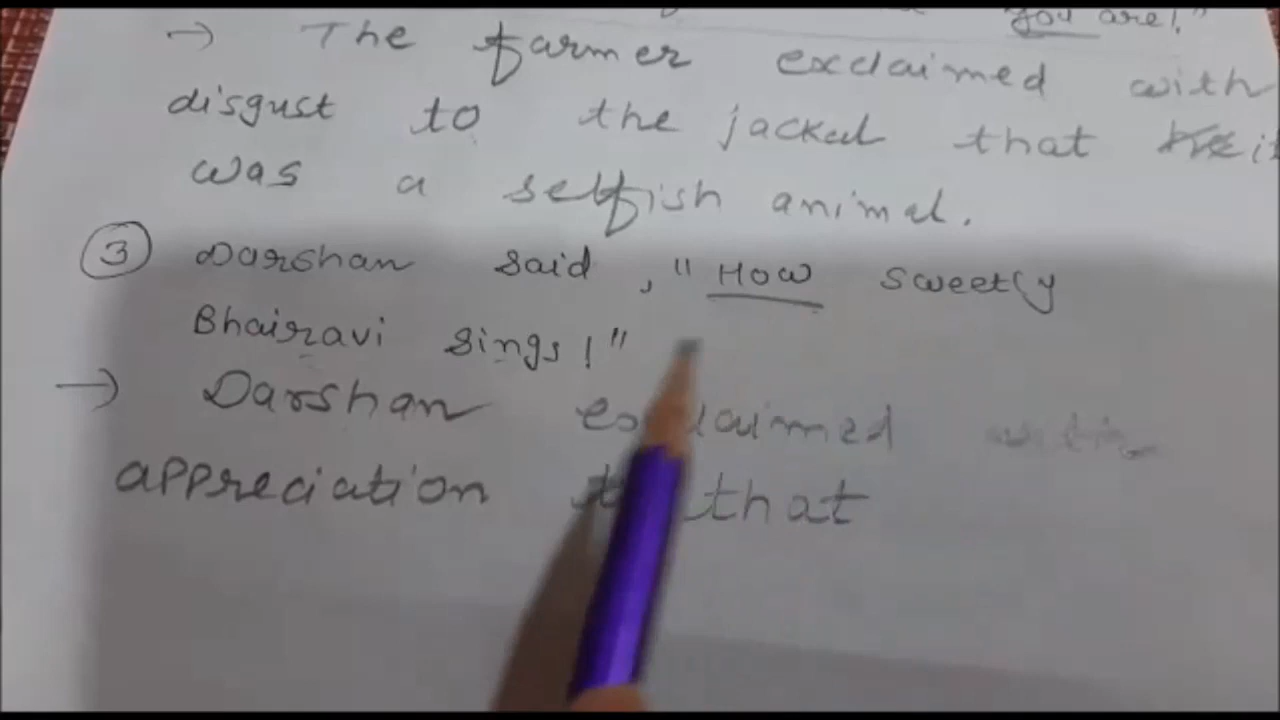 you are!"
→ The farmer exclaimed with
disgust to the jackal that it
was a selfish animal.
③ Darshan said, "How sweetly
Bhairavi sings!"
→ Darshan exclaimed with
appreciation that